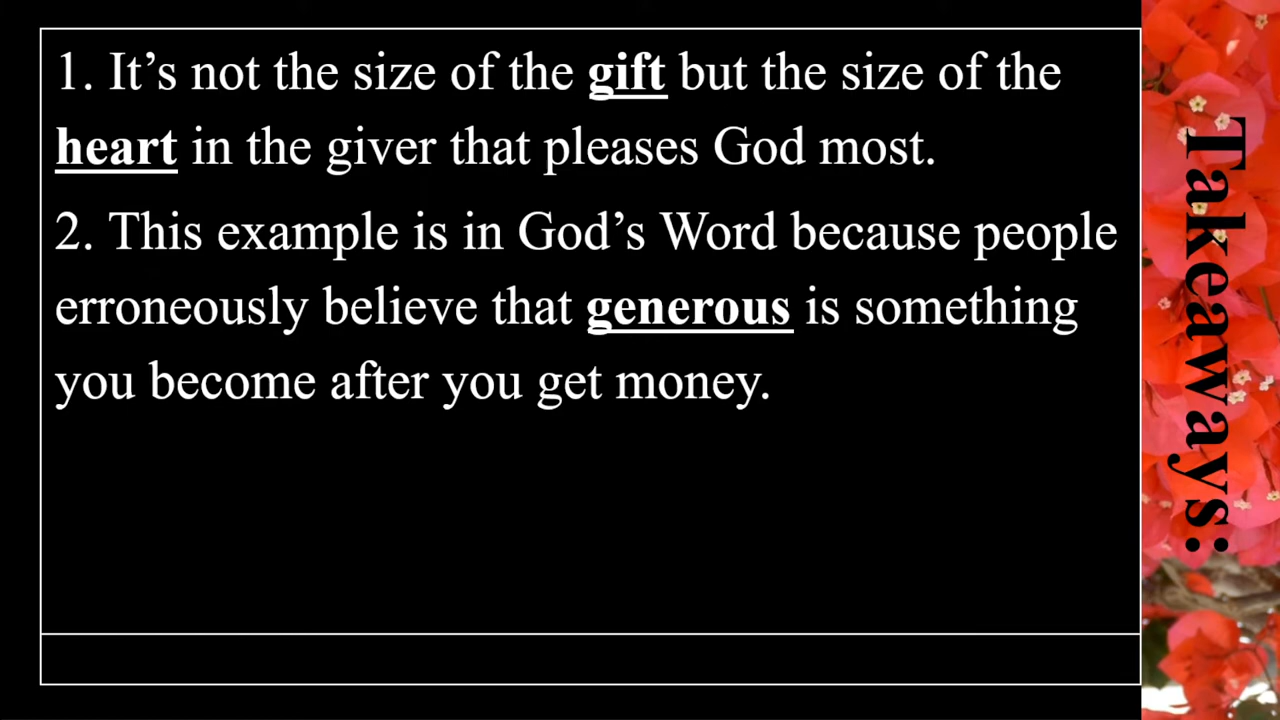 1. It’s not the size of the gift but the size of the
heart in the giver that pleases God most.
2. This example is in God’s Word because people
erroneously believe that generous is something
you become after you get money.
Takeaways: